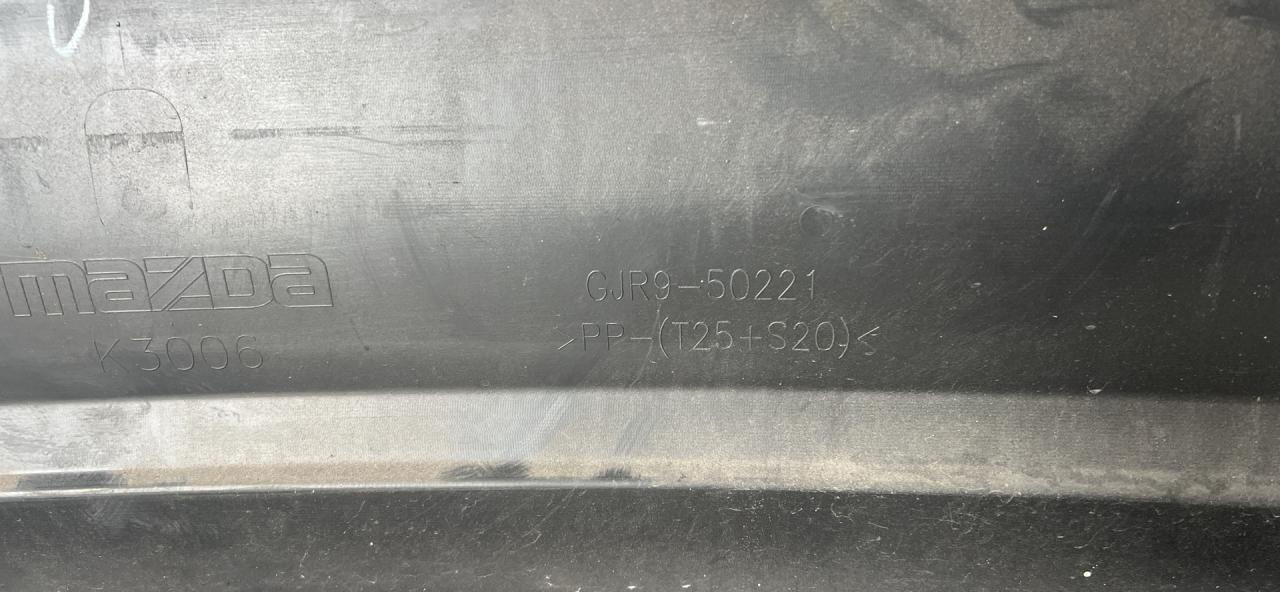 mazDa
K3006
GJR9-50221
>PP-(T25+S20)<